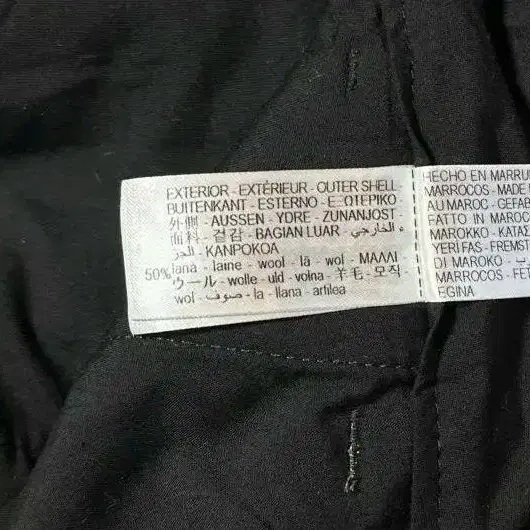 EXTERIOR - EXTÉRIEUR - OUTER SHELL -
BUITENKANT - ESTERNO - ΕΞΩΤΕΡΙΚΟ
外側 - AUSSEN - YDRE - ZUNANJOST -
面料 - 겉감 - BAGIAN LUAR - الخارجي
الجزء - KANPOKOA
50% lana - laine - wool - lã - wol - ΜΑΛΛΙ
ウール - wolle - uld - volna - 羊毛 - 모직 -
wol - صوف - la - llana - artilea
HECHO EN MARRU
MARROCOS - MADE
AU MAROC - GEFAB
FATTO IN MAROC
MAROKKO - ΚΑΤΑΣ
YERİ FAS - FREMST
DI MAROKO -
MARROCOS - FEC
EGINA